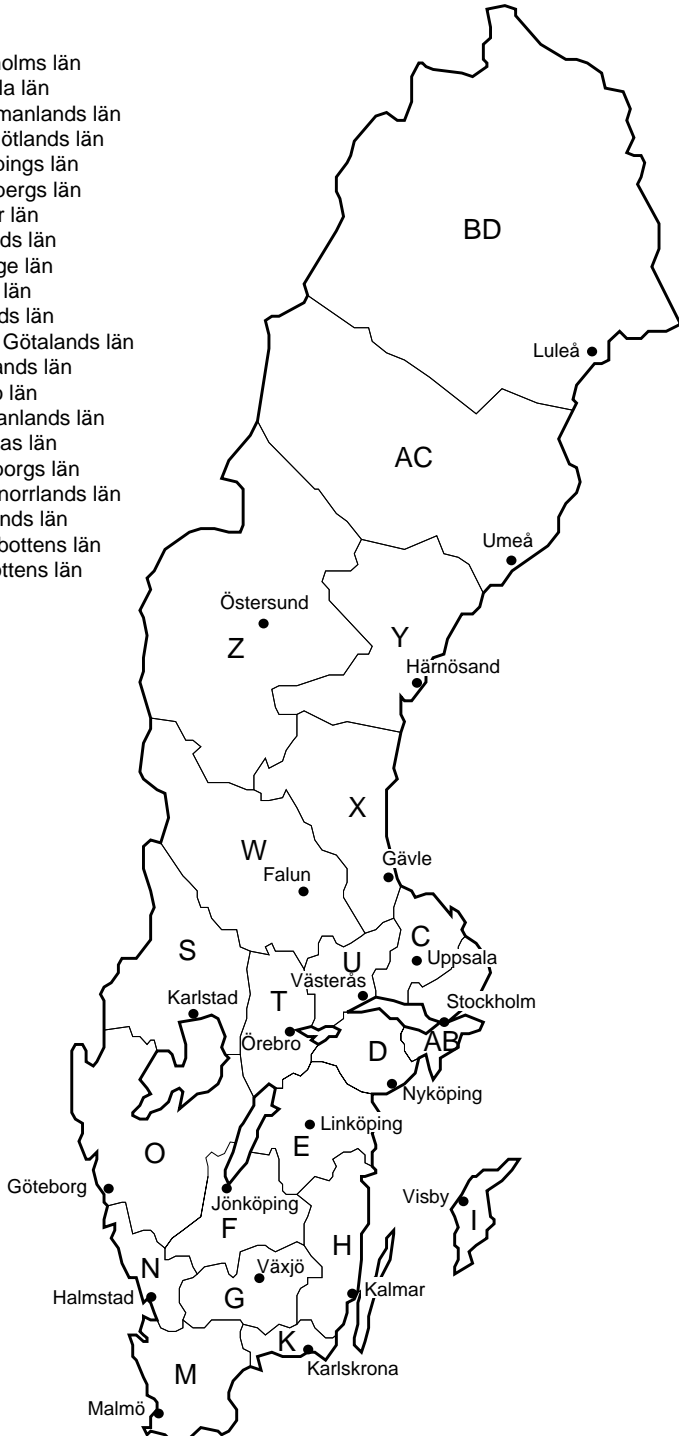 holms län
la län
manlands län
ötlands län
pings län
bergs län
r län
ds län
ge län
län
ds län
Götalands län
ands län
o län
anlands län
as län
borgs län
norrlands län
nds län
bottens län
ottens län
BD
Luleå
AC
Umeå
Östersund
Z
Y
Härnösand
X
W
Falun
Gävle
S
C
Uppsala
U
Västerås
Karlstad
T
Stockholm
Örebro
AB
D
Nyköping
Linköping
E
O
Göteborg
Jönköping
F
Visby
I
H
N
Växjö
G
Halmstad
Kalmar
K
Karlskrona
M
Malmö